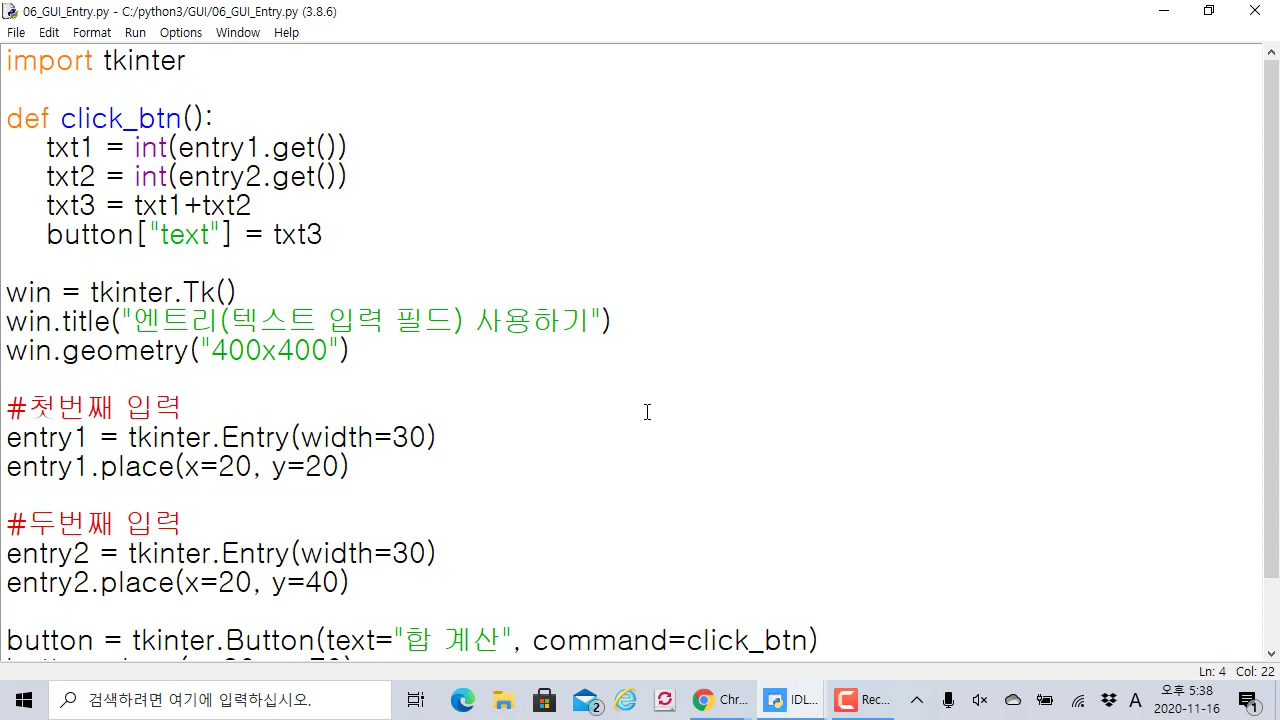 06_GUI_Entry.py - C:/python3/GUI/06_GUI_Entry.py (3.8.6)
File Edit Format Run Options Window Help
import tkinter
def click_btn():
txt1 = int(entry1.get())
txt2 = int(entry2.get())
txt3 = txt1+txt2
button["text"] = txt3
win = tkinter.Tk()
win.title("엔트리(텍스트 입력 필드) 사용하기")
win.geometry("400x400")
#첫번째 입력
entry1 = tkinter.Entry(width=30)
entry1.place(x=20, y=20)
#두번째 입력
entry2 = tkinter.Entry(width=30)
entry2.place(x=20, y=40)
button = tkinter.Button(text="합 계산", command=click_btn)
Ln: 4 Col: 22
검색하려면 여기에 입력하십시오.
2
Chr...
IDL...
Rec...
A
오후 5:38
2020-11-16
1